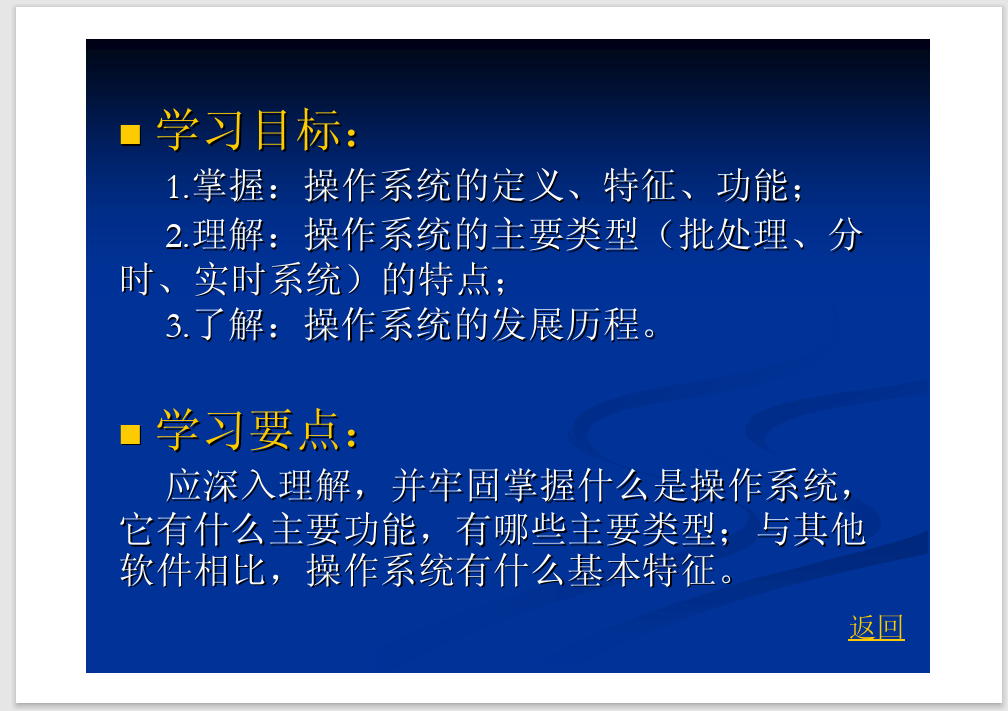 ■ 学习目标：
1.掌握：操作系统的定义、特征、功能；
2.理解：操作系统的主要类型（批处理、分
时、实时系统）的特点；
3.了解：操作系统的发展历程。
■ 学习要点：
应深入理解，并牢固掌握什么是操作系统，
它有什么主要功能，有哪些主要类型；与其他
软件相比，操作系统有什么基本特征。
返回